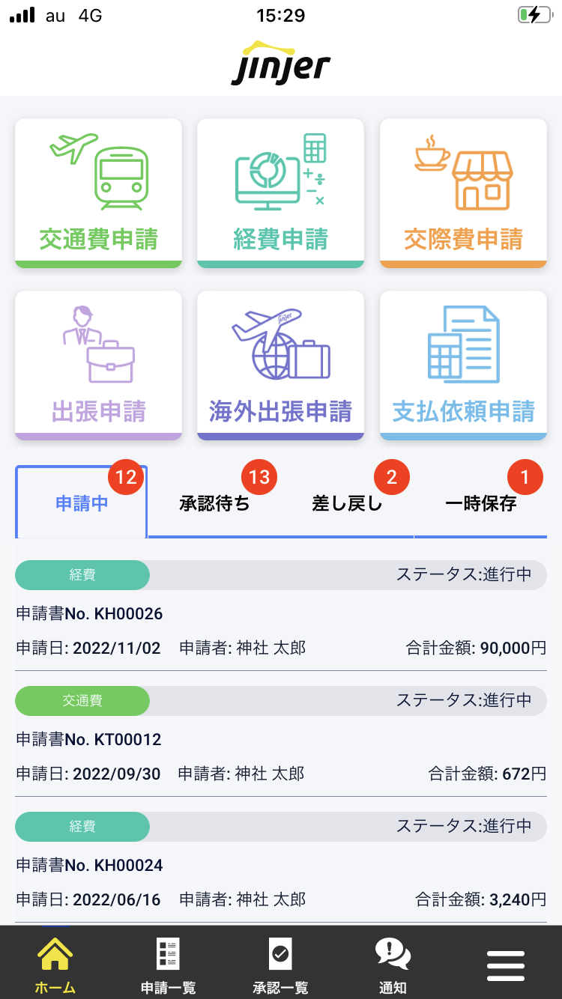 au 4G 15:29
jinjer
交通費申請 経費申請 交際費申請
jinjer
出張申請 海外出張申請 支払依頼申請
12 13 2 1
申請中 承認待ち 差し戻し 一時保存
経費 ステータス:進行中
申請書No. KH00026
申請日: 2022/11/02 申請者: 神社 太郎 合計金額: 90,000円
交通費 ステータス:進行中
申請書No. KT00012
申請日: 2022/09/30 申請者: 神社 太郎 合計金額: 672円
経費 ステータス:進行中
申請書No. KH00024
申請日: 2022/06/16 申請者: 神社 太郎 合計金額: 3,240円
ホーム 申請一覧 承認一覧 通知